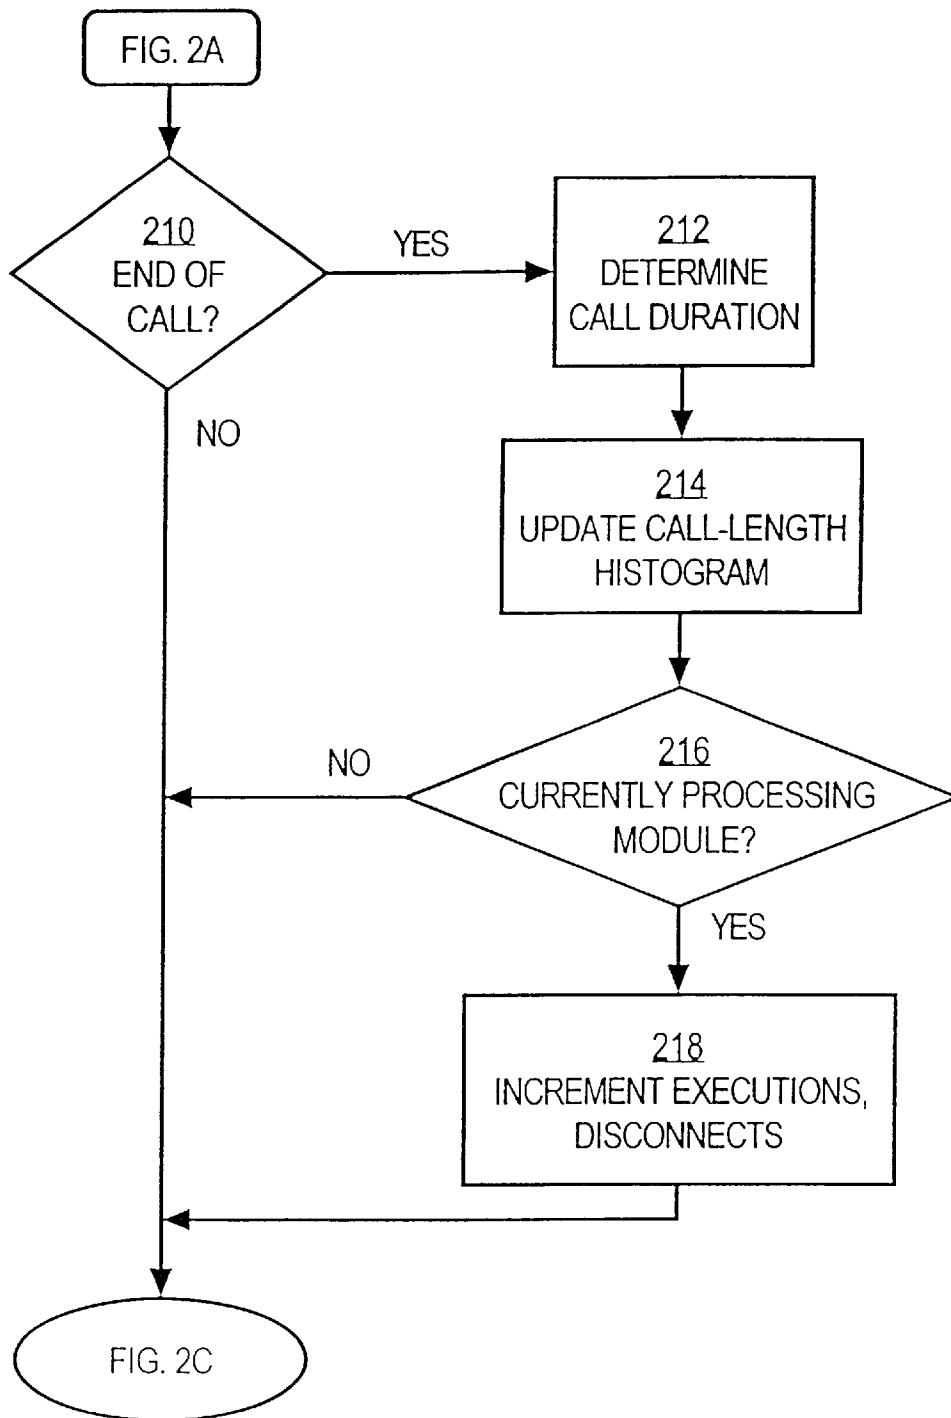 FIG. 2A
210
END OF
CALL?
YES
212
DETERMINE
CALL DURATION
NO
214
UPDATE CALL-LENGTH
HISTOGRAM
NO
216
CURRENTLY PROCESSING
MODULE?
YES
218
INCREMENT EXECUTIONS,
DISCONNECTS
FIG. 2C